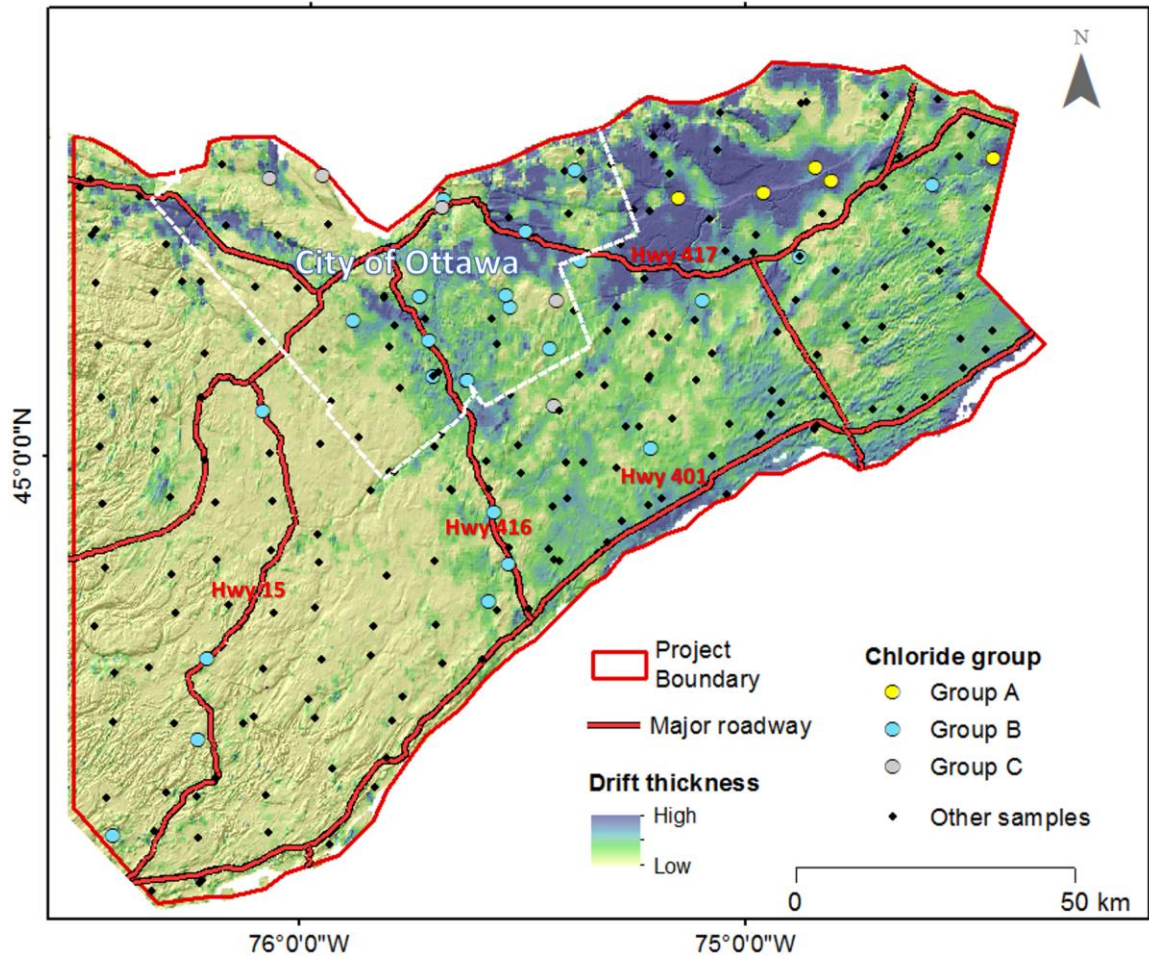 N
City of Ottawa
Hwy 417
45°0'0"N
Hwy 401
Hwy 416
Hwy 15
Project
Boundary
Major roadway
Drift thickness
High
Low
Chloride group
Group A
Group B
Group C
Other samples
0 50 km
76°0'0"W 75°0'0"W